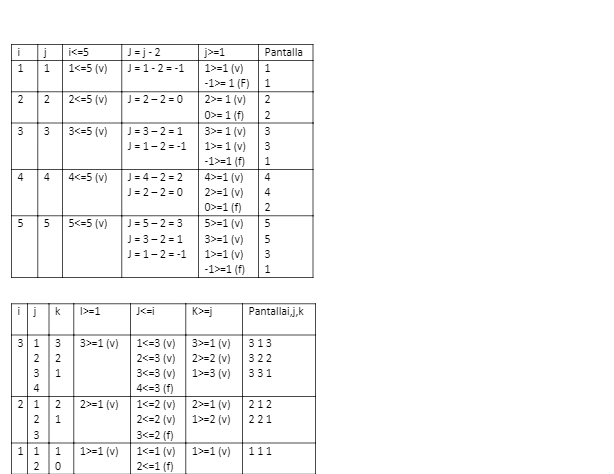 i j i<=5 J = j - 2 j>=1 Pantalla
1 1 1<=5 (v) J = 1 - 2 = -1 1>=1 (v) 1
-1>= 1 (F) 1
2 2 2<=5 (v) J = 2 – 2 = 0 2>= 1 (v) 2
0>= 1 (f) 2
3 3 3<=5 (v) J = 3 – 2 = 1 3>= 1 (v) 3
J = 1 – 2 = -1 1>= 1 (v) 3
-1>=1 (f) 1
4 4 4<=5 (v) J = 4 – 2 = 2 4>=1 (v) 4
J = 2 – 2 = 0 2>=1 (v) 4
0>=1 (f) 2
5 5 5<=5 (v) J = 5 – 2 = 3 5>=1 (v) 5
J = 3 – 2 = 1 3>=1 (v) 5
J = 1 – 2 = -1 1>=1 (v) 3
-1>=1 (f) 1
i j k I>=1 J<=i K>=j Pantallai,j,k
3 1 3 3>=1 (v) 1<=3 (v) 3>=1 (v) 3 1 3
2 2 2<=3 (v) 2>=2 (v) 3 2 2
3 1 3<=3 (v) 1>=3 (v) 3 3 1
4 4<=3 (f)
2 1 2 2>=1 (v) 1<=2 (v) 2>=1 (v) 2 1 2
2 1 2<=2 (v) 1>=2 (v) 2 2 1
3 3<=2 (f)
1 1 1 1>=1 (v) 1<=1 (v) 1>=1 (v) 1 1 1
2 0 2<=1 (f)